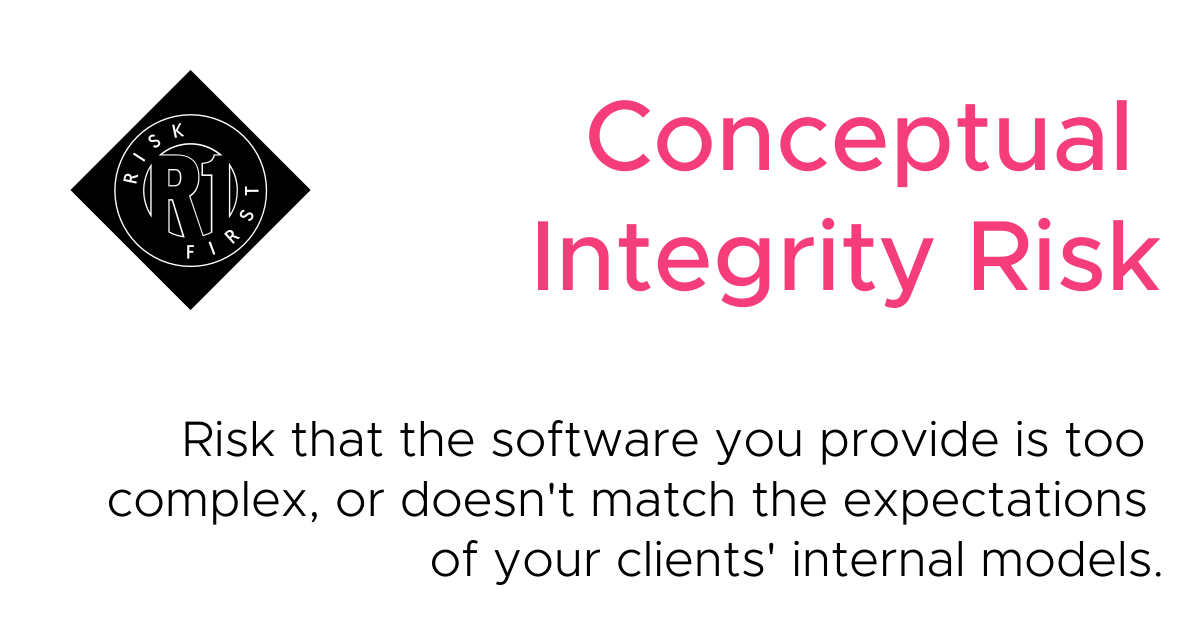 RISK
R1
FIRST
Conceptual
Integrity Risk
Risk that the software you provide is too
complex, or doesn't match the expectations
of your clients' internal models.